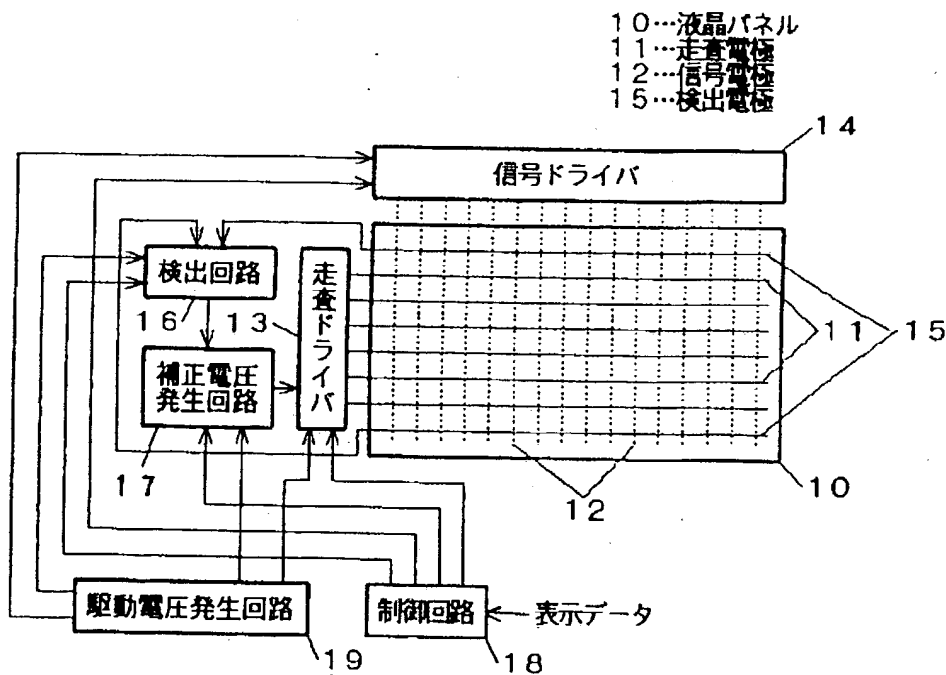 10…液晶パネル
11…走査電極
12…信号電極
15…検出電極
14
信号ドライバ
検出回路
16
13
走査ドライバ
11
15
補正電圧
発生回路
17
12
10
駆動電圧発生回路
制御回路
表示データ
19
18